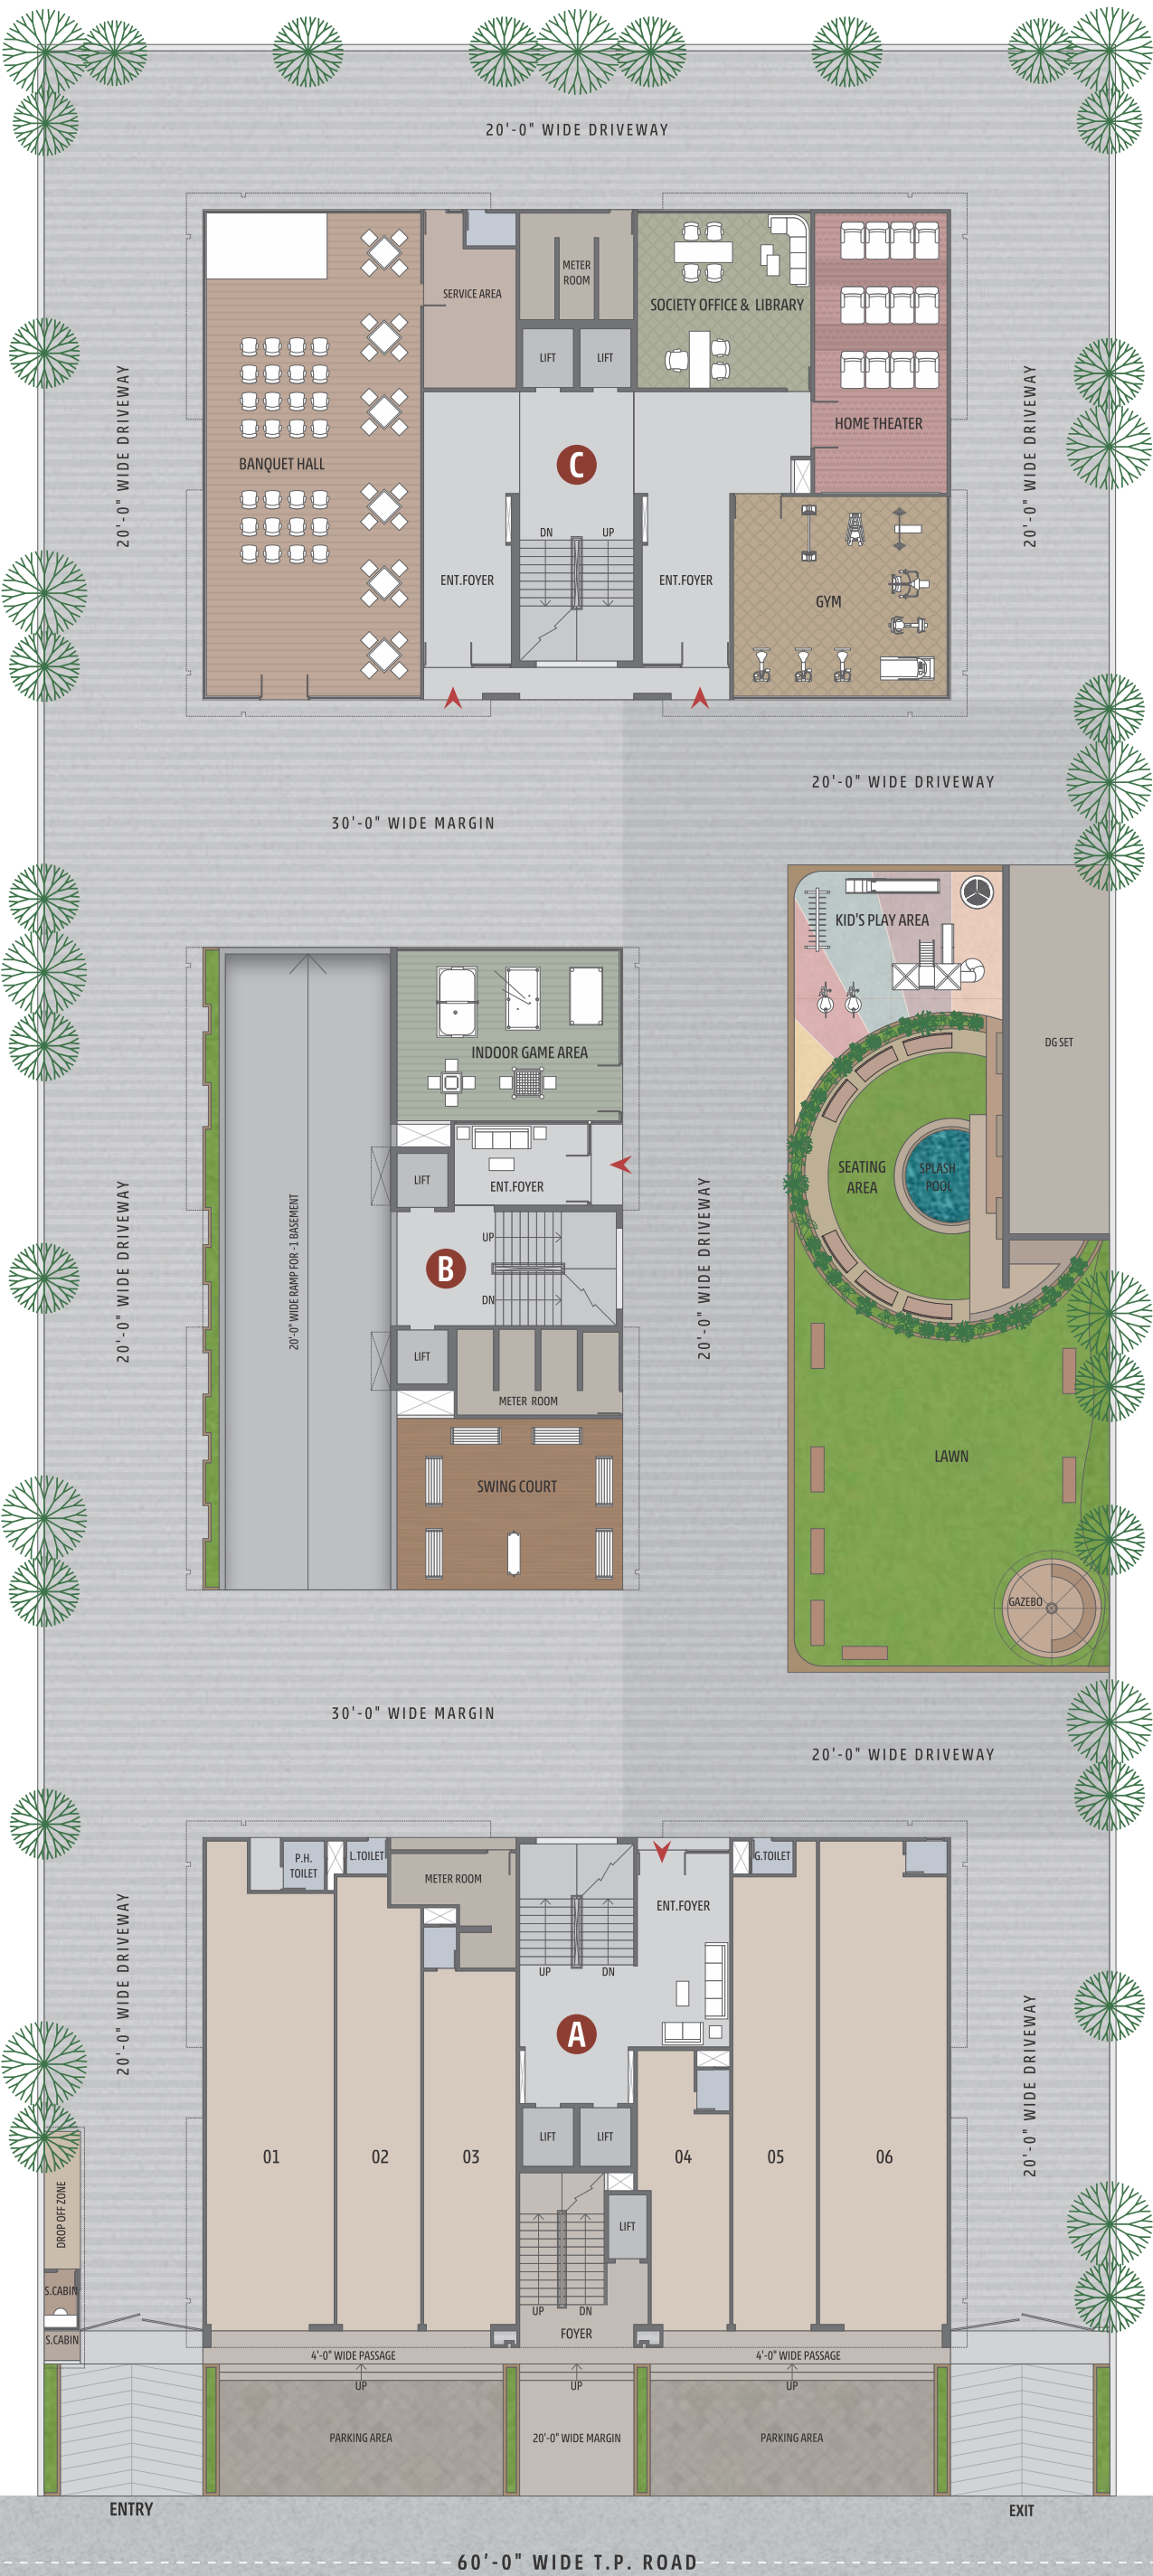 20'-0" WIDE DRIVEWAY
METER
ROOM
SERVICE AREA
SOCIETY OFFICE & LIBRARY
LIFT
LIFT
HOME THEATER
20'-0" WIDE DRIVEWAY
20'-0" WIDE DRIVEWAY
BANQUET HALL
C
DN
UP
ENT.FOYER
ENT.FOYER
GYM
20'-0" WIDE DRIVEWAY
30'-0" WIDE MARGIN
KID'S PLAY AREA
INDOOR GAME AREA
DG SET
SEATING
AREA
SPLASH
POOL
LIFT
ENT.FOYER
20'-0" WIDE DRIVEWAY
20'-0" WIDE RAMP FOR -1 BASEMENT
UP
B
DN
20'-0" WIDE DRIVEWAY
LIFT
METER ROOM
LAWN
SWING COURT
GAZEBO
30'-0" WIDE MARGIN
20'-0" WIDE DRIVEWAY
P.H.
TOILET
L.TOILET
G.TOILET
METER ROOM
ENT.FOYER
20'-0" WIDE DRIVEWAY
UP
DN
A
20'-0" WIDE DRIVEWAY
LIFT
LIFT
01
02
03
04
05
06
DROP OFF ZONE
LIFT
S.CABIN
UP
DN
FOYER
S.CABIN
4'-0" WIDE PASSAGE
4'-0" WIDE PASSAGE
UP
UP
UP
PARKING AREA
20'-0" WIDE MARGIN
PARKING AREA
ENTRY
EXIT
60'-0" WIDE T.P. ROAD